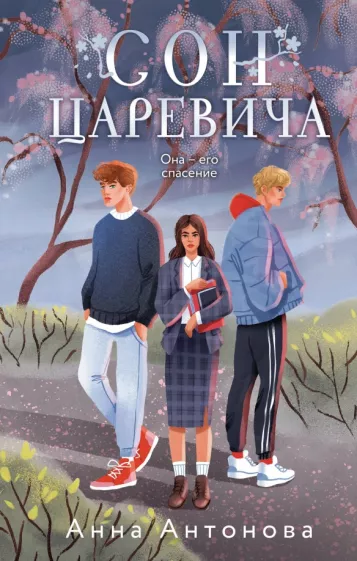 СОН
ЦАРЕВИЧА
Она – его
спасение
Анна Антонова